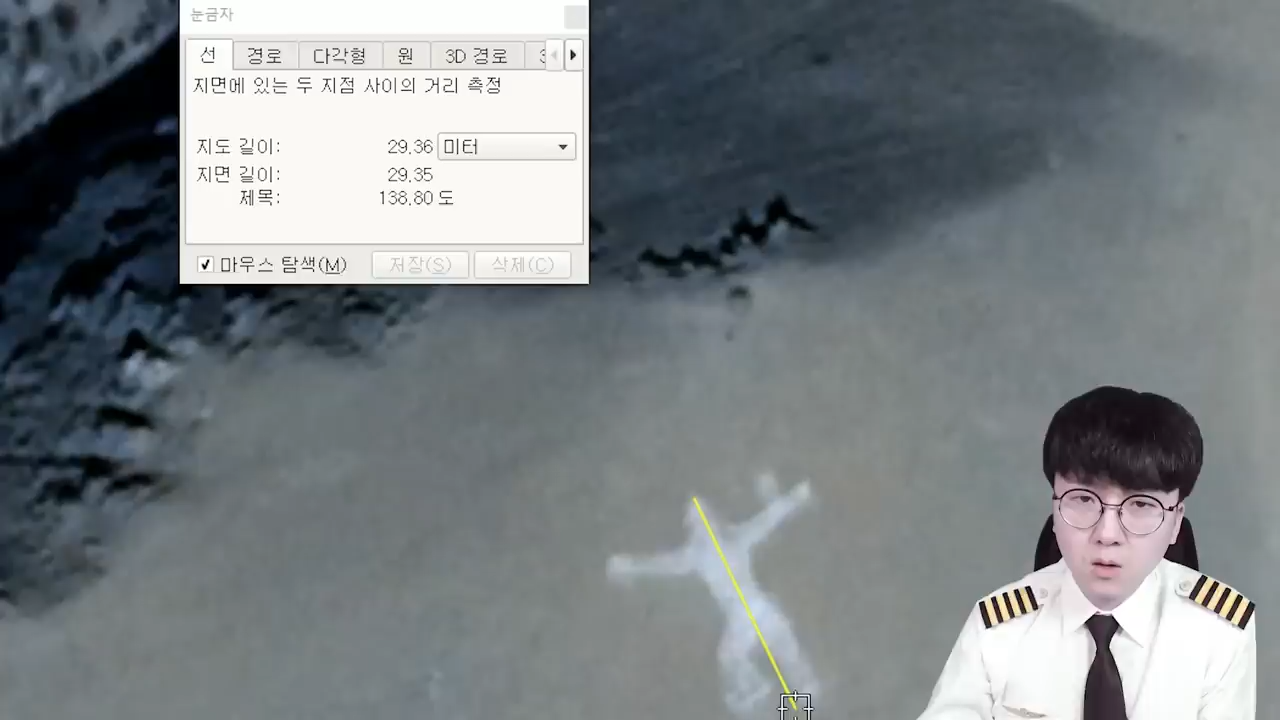 눈금자
선 경로 다각형 원 3D 경로
지면에 있는 두 지점 사이의 거리 측정
지도 길이: 29.36 미터
지면 길이: 29.35
제목: 138.80 도
마우스 탐색(M) 저장(S) 삭제(C)